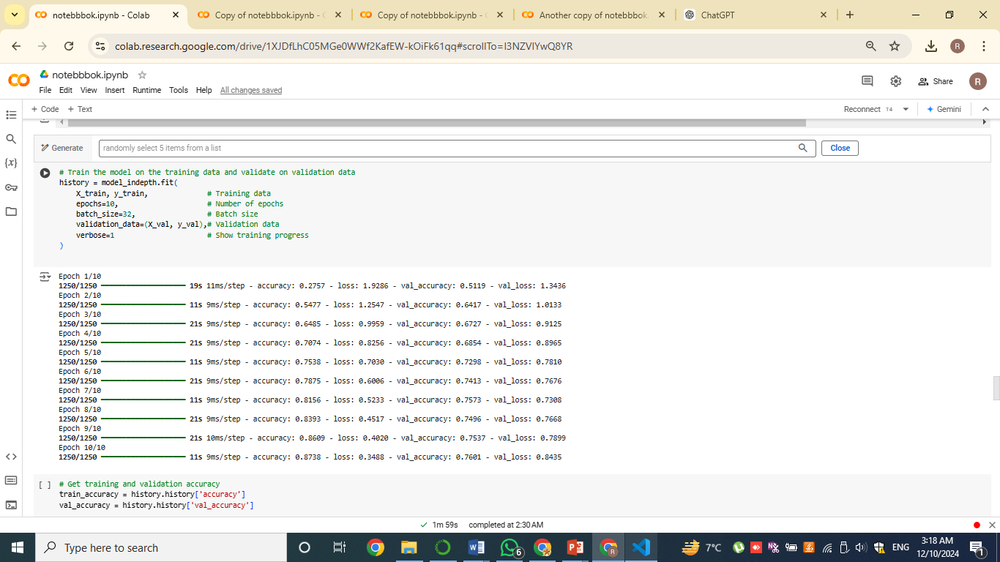 notebbbok.ipynb - Colab
Copy of notebbbok.ipynb -
Copy of notebbbok.ipynb -
Another copy of notebbbok.
ChatGPT
colab.research.google.com/drive/1XJDfLhC05MGe0WWf2KafEW-kOiFk61qq#scrollTo=I3NZVlYwQ8YR
R
notebbbok.ipynb
File Edit View Insert Runtime Tools Help All changes saved
Share
R
+ Code + Text
Reconnect T4
Gemini
Generate
randomly select 5 items from a list
Close
# Train the model on the training data and validate on validation data
history = model_indepth.fit(
X_train, y_train, # Training data
epochs=10, # Number of epochs
batch_size=32, # Batch size
validation_data=(X_val, y_val),# Validation data
verbose=1 # Show training progress
)
Epoch 1/10
1250/1250 ━━━━━━━━━━━━━━━━━━━━ 19s 11ms/step - accuracy: 0.2757 - loss: 1.9286 - val_accuracy: 0.5119 - val_loss: 1.3436
Epoch 2/10
1250/1250 ━━━━━━━━━━━━━━━━━━━━ 11s 9ms/step - accuracy: 0.5477 - loss: 1.2547 - val_accuracy: 0.6417 - val_loss: 1.0133
Epoch 3/10
1250/1250 ━━━━━━━━━━━━━━━━━━━━ 21s 9ms/step - accuracy: 0.6485 - loss: 0.9959 - val_accuracy: 0.6727 - val_loss: 0.9125
Epoch 4/10
1250/1250 ━━━━━━━━━━━━━━━━━━━━ 21s 9ms/step - accuracy: 0.7074 - loss: 0.8256 - val_accuracy: 0.6854 - val_loss: 0.8965
Epoch 5/10
1250/1250 ━━━━━━━━━━━━━━━━━━━━ 11s 9ms/step - accuracy: 0.7538 - loss: 0.7030 - val_accuracy: 0.7298 - val_loss: 0.7810
Epoch 6/10
1250/1250 ━━━━━━━━━━━━━━━━━━━━ 21s 9ms/step - accuracy: 0.7875 - loss: 0.6006 - val_accuracy: 0.7413 - val_loss: 0.7676
Epoch 7/10
1250/1250 ━━━━━━━━━━━━━━━━━━━━ 11s 9ms/step - accuracy: 0.8156 - loss: 0.5233 - val_accuracy: 0.7573 - val_loss: 0.7308
Epoch 8/10
1250/1250 ━━━━━━━━━━━━━━━━━━━━ 21s 9ms/step - accuracy: 0.8393 - loss: 0.4517 - val_accuracy: 0.7496 - val_loss: 0.7668
Epoch 9/10
1250/1250 ━━━━━━━━━━━━━━━━━━━━ 21s 10ms/step - accuracy: 0.8609 - loss: 0.4020 - val_accuracy: 0.7537 - val_loss: 0.7899
Epoch 10/10
1250/1250 ━━━━━━━━━━━━━━━━━━━━ 11s 9ms/step - accuracy: 0.8738 - loss: 0.3488 - val_accuracy: 0.7601 - val_loss: 0.8435
[ ] # Get training and validation accuracy
train_accuracy = history.history['accuracy']
val_accuracy = history.history['val_accuracy']
1m 59s completed at 2:30 AM
Type here to search
6
7°C
ENG
3:18 AM
12/10/2024
1